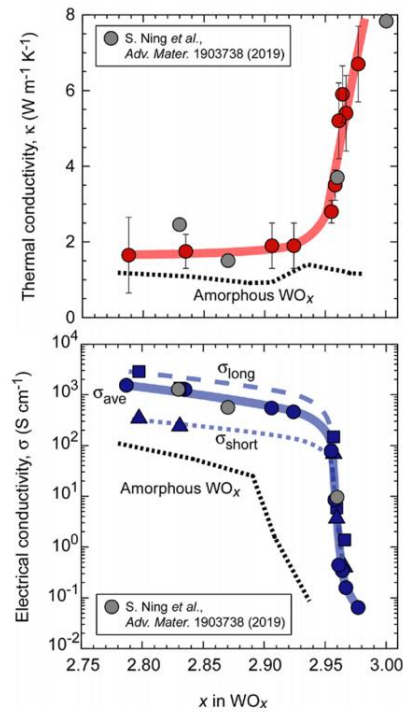 S. Ning et al.,
Adv. Mater. 1903738 (2019)
Thermal conductivity, κ (W m⁻¹ K⁻¹)
8
6
4
2
0
Amorphous WOₓ
S. Ning et al.,
Adv. Mater. 1903738 (2019)
Electrical conductivity, σ (S cm⁻¹)
10⁴
10³
10²
10¹
10⁰
10⁻¹
10⁻²
σlong
σave
σshort
Amorphous WOₓ
2.75 2.80 2.85 2.90 2.95 3.00
x in WOₓ